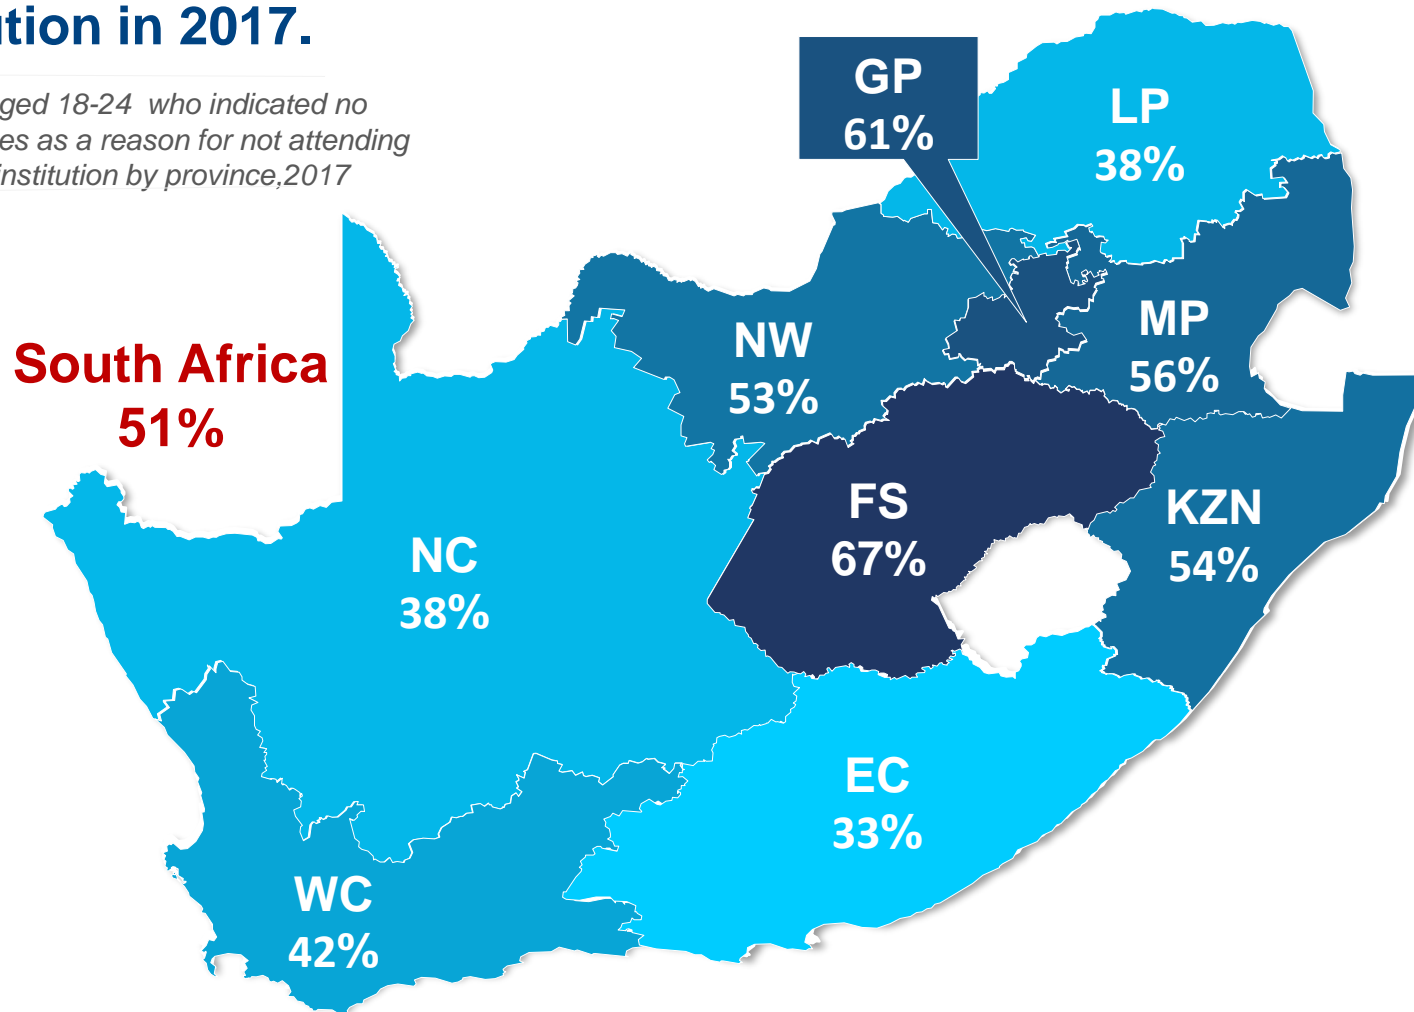 ution in 2017.
ged 18-24 who indicated no
es as a reason for not attending
institution by province,2017
GP
61%
LP
38%
South Africa
51%
NW
53%
MP
56%
FS
67%
KZN
54%
NC
38%
EC
33%
WC
42%